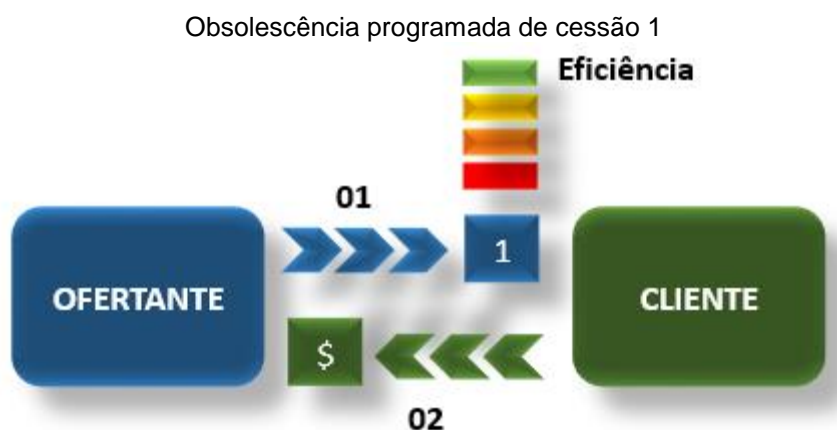 Obsolescência programada de cessão 1
Eficiência
01
1
OFERTANTE
CLIENTE
$
02